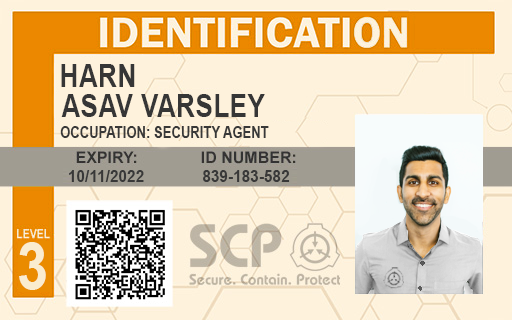 IDENTIFICATION
HARN
ASAV VARSLEY
OCCUPATION: SECURITY AGENT
EXPIRY: ID NUMBER:
10/11/2022 839-183-582
LEVEL
3
SCP
Secure. Contain. Protect